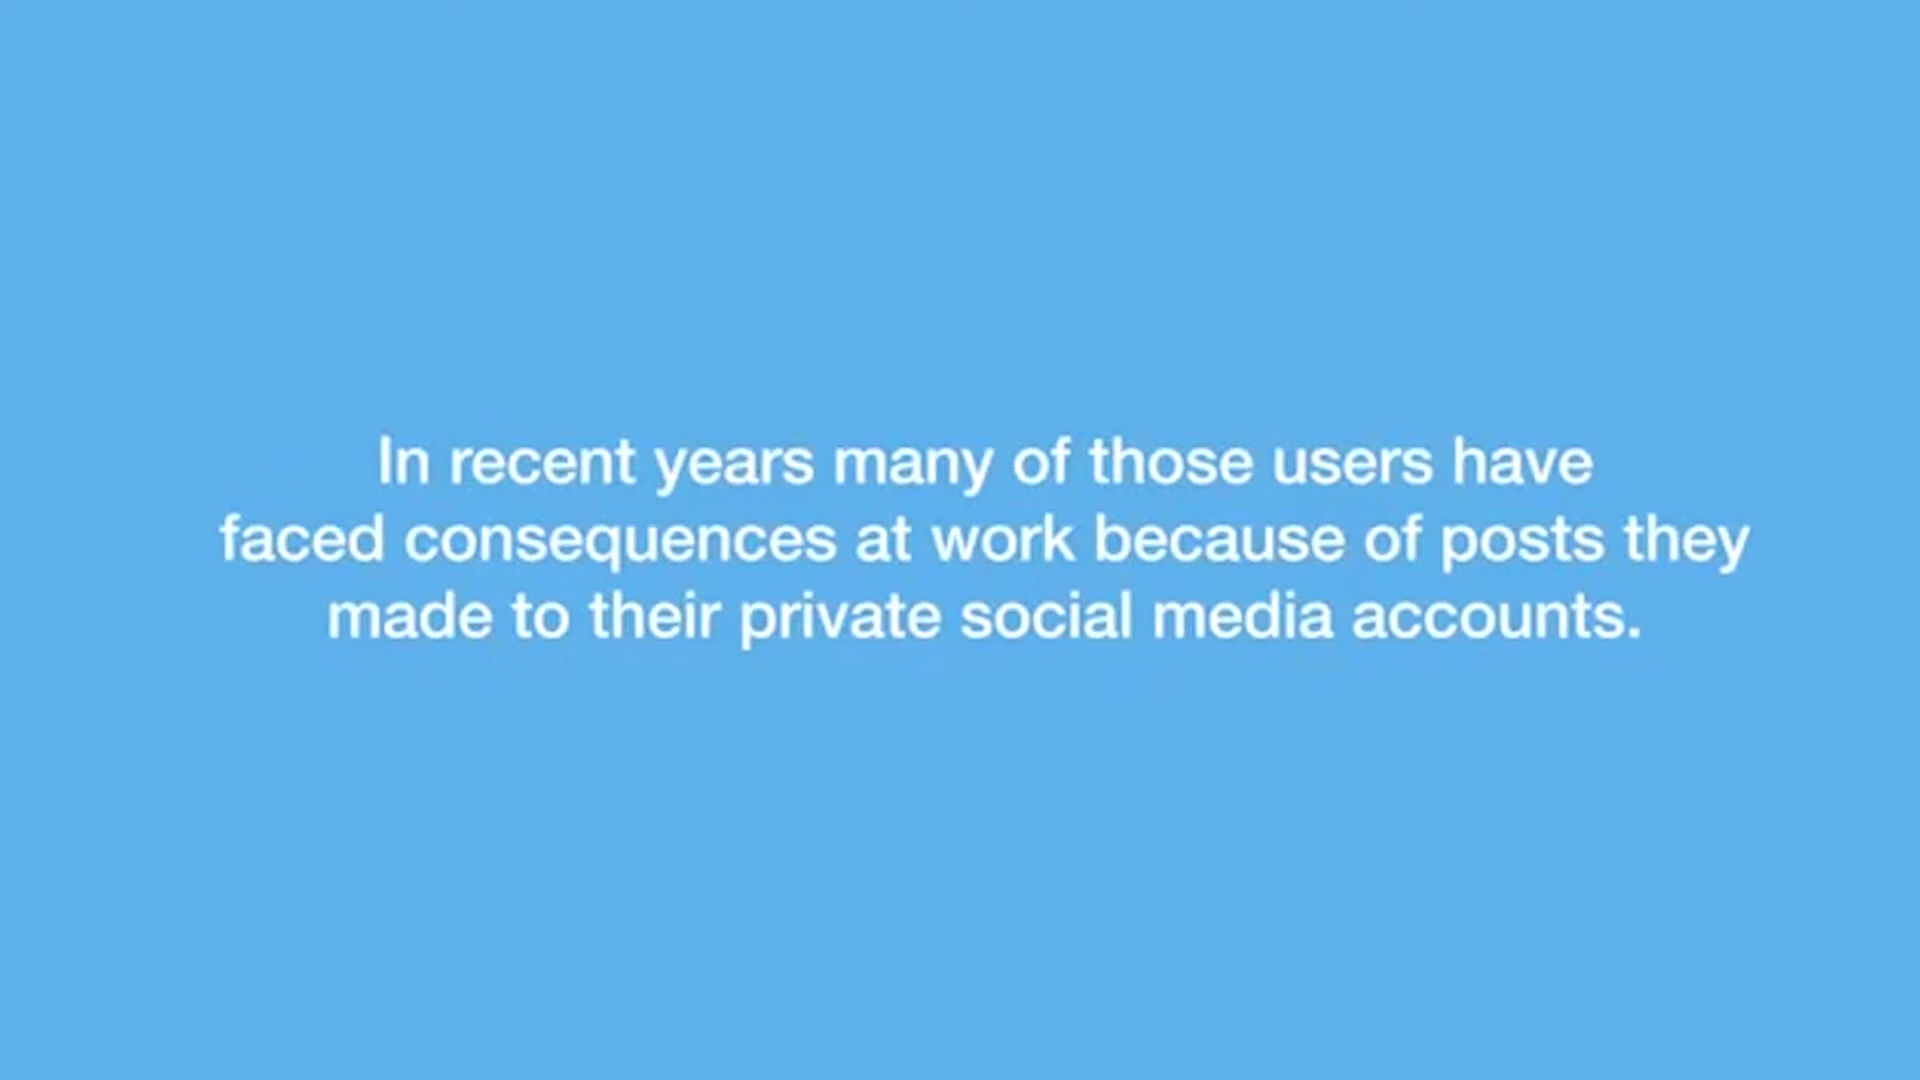 In recent years many of those users have
faced consequences at work because of posts they
made to their private social media accounts.